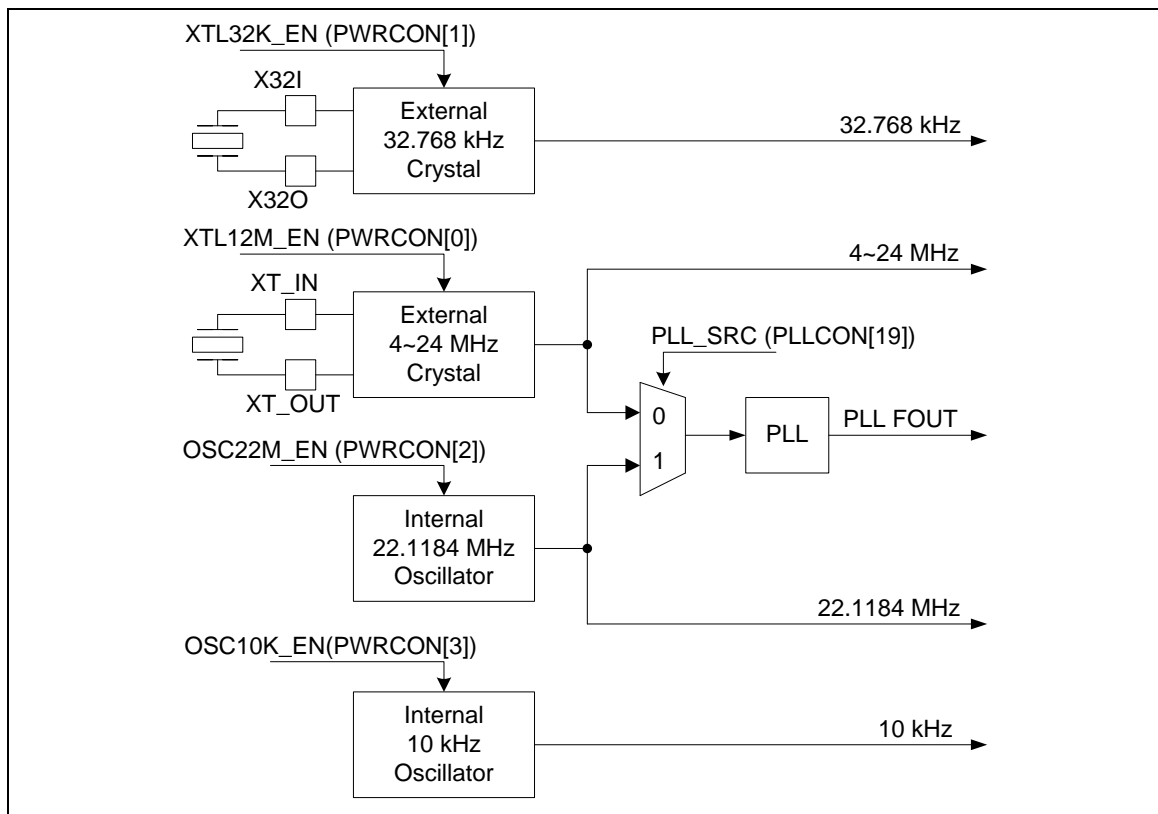 XTL32K_EN (PWRCON[1])
X32I
External
32.768 kHz
Crystal
32.768 kHz
X32O
XTL12M_EN (PWRCON[0])
4~24 MHz
XT_IN
External
4~24 MHz
Crystal
PLL_SRC (PLLCON[19])
XT_OUT
0
1
PLL
PLL FOUT
OSC22M_EN (PWRCON[2])
Internal
22.1184 MHz
Oscillator
22.1184 MHz
OSC10K_EN(PWRCON[3])
Internal
10 kHz
Oscillator
10 kHz